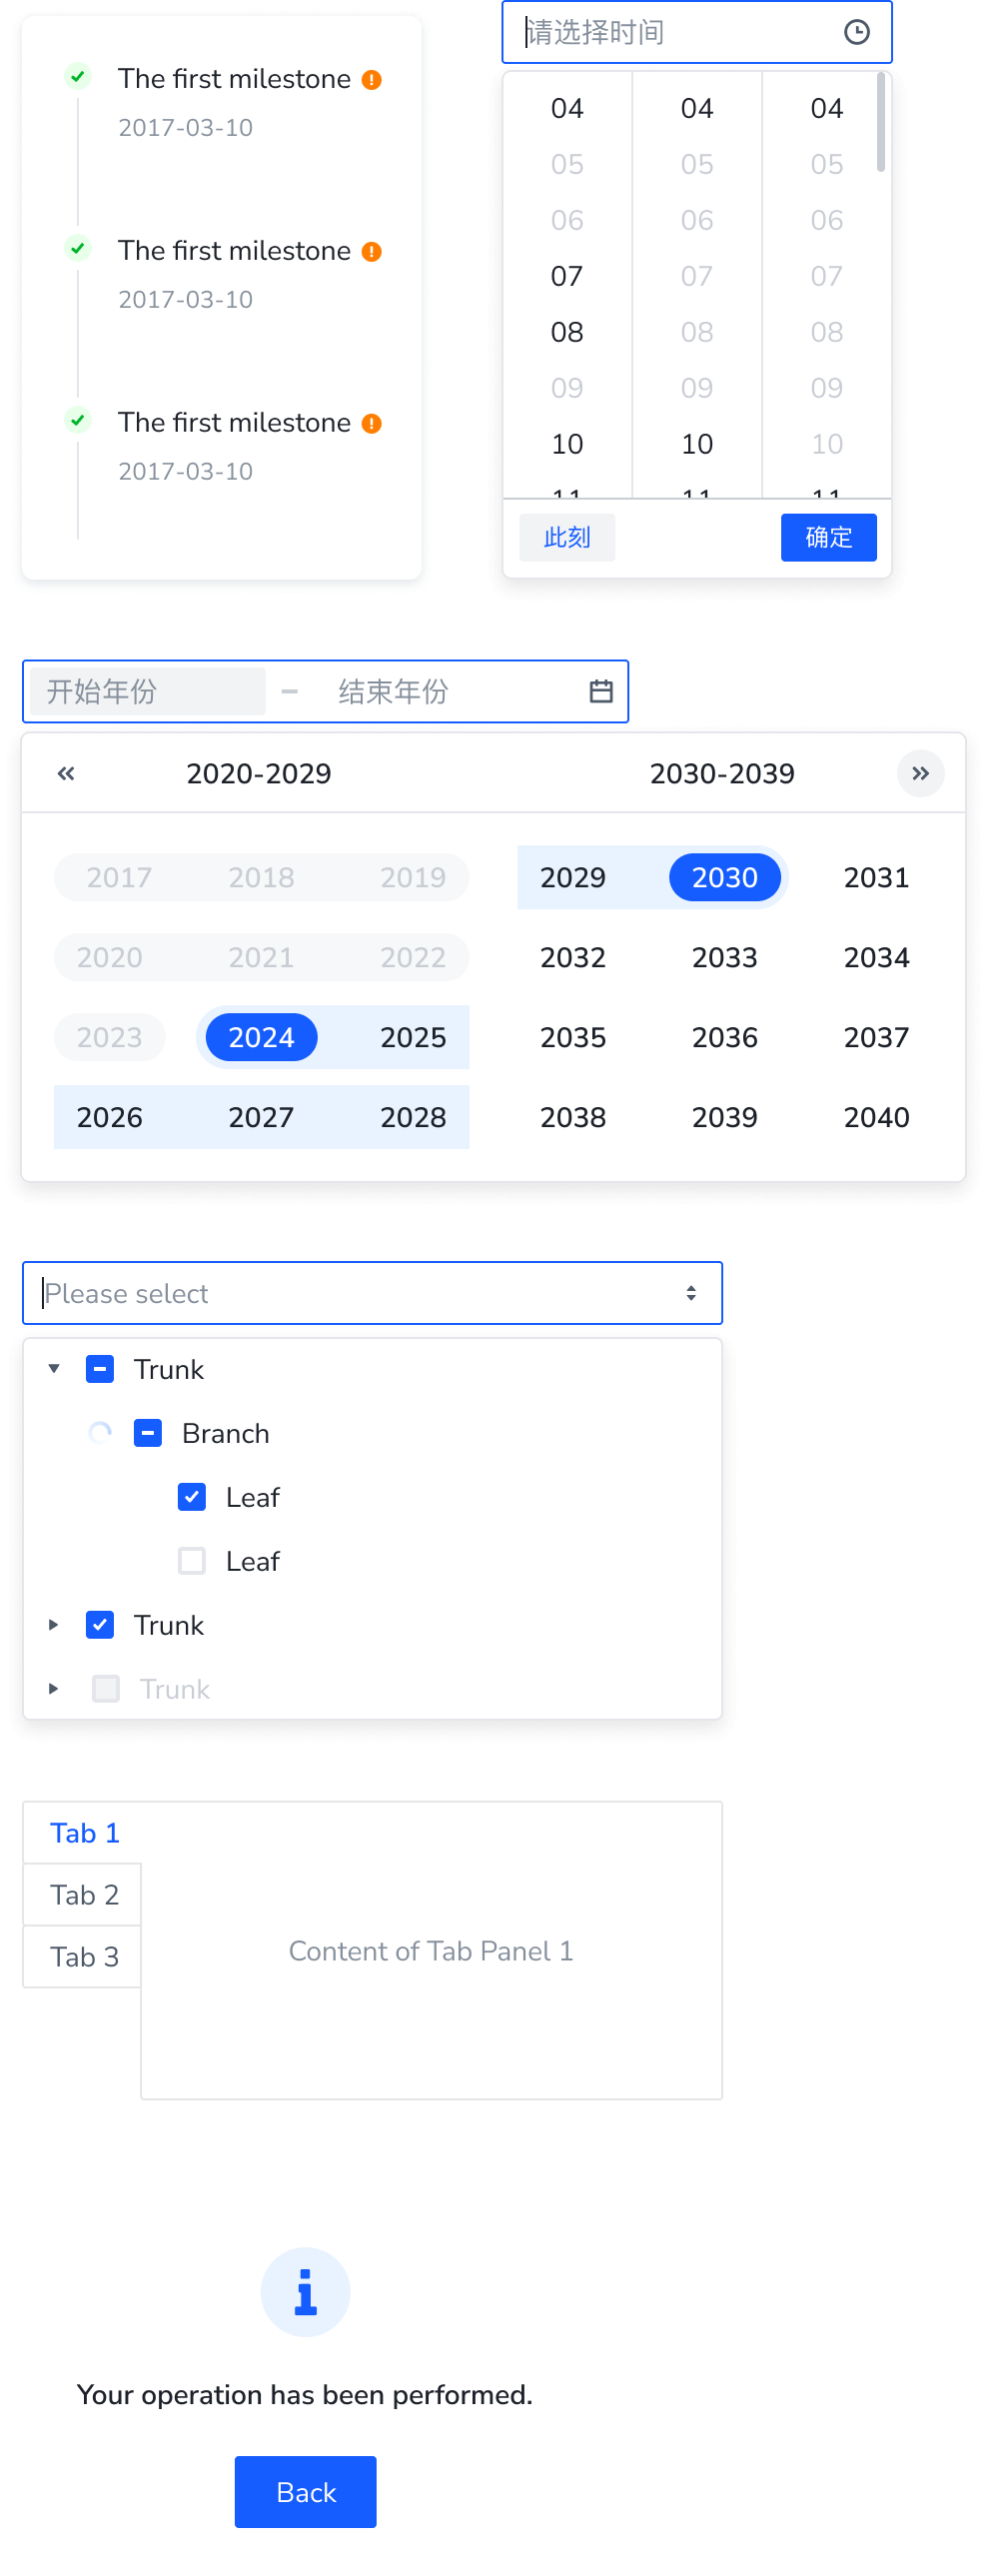 The first milestone
2017-03-10
The first milestone
2017-03-10
The first milestone
2017-03-10
请选择时间
04 04 04
05 05 05
06 06 06
07 07 07
08 08 08
09 09 09
10 10 10
11 11 11
此刻 确定
开始年份 – 结束年份
2020-2029 2030-2039
2017 2018 2019 2029 2030 2031
2020 2021 2022 2032 2033 2034
2023 2024 2025 2035 2036 2037
2026 2027 2028 2038 2039 2040
Please select
Trunk
Branch
Leaf
Leaf
Trunk
Trunk
Tab 1
Tab 2
Tab 3
Content of Tab Panel 1
Your operation has been performed.
Back